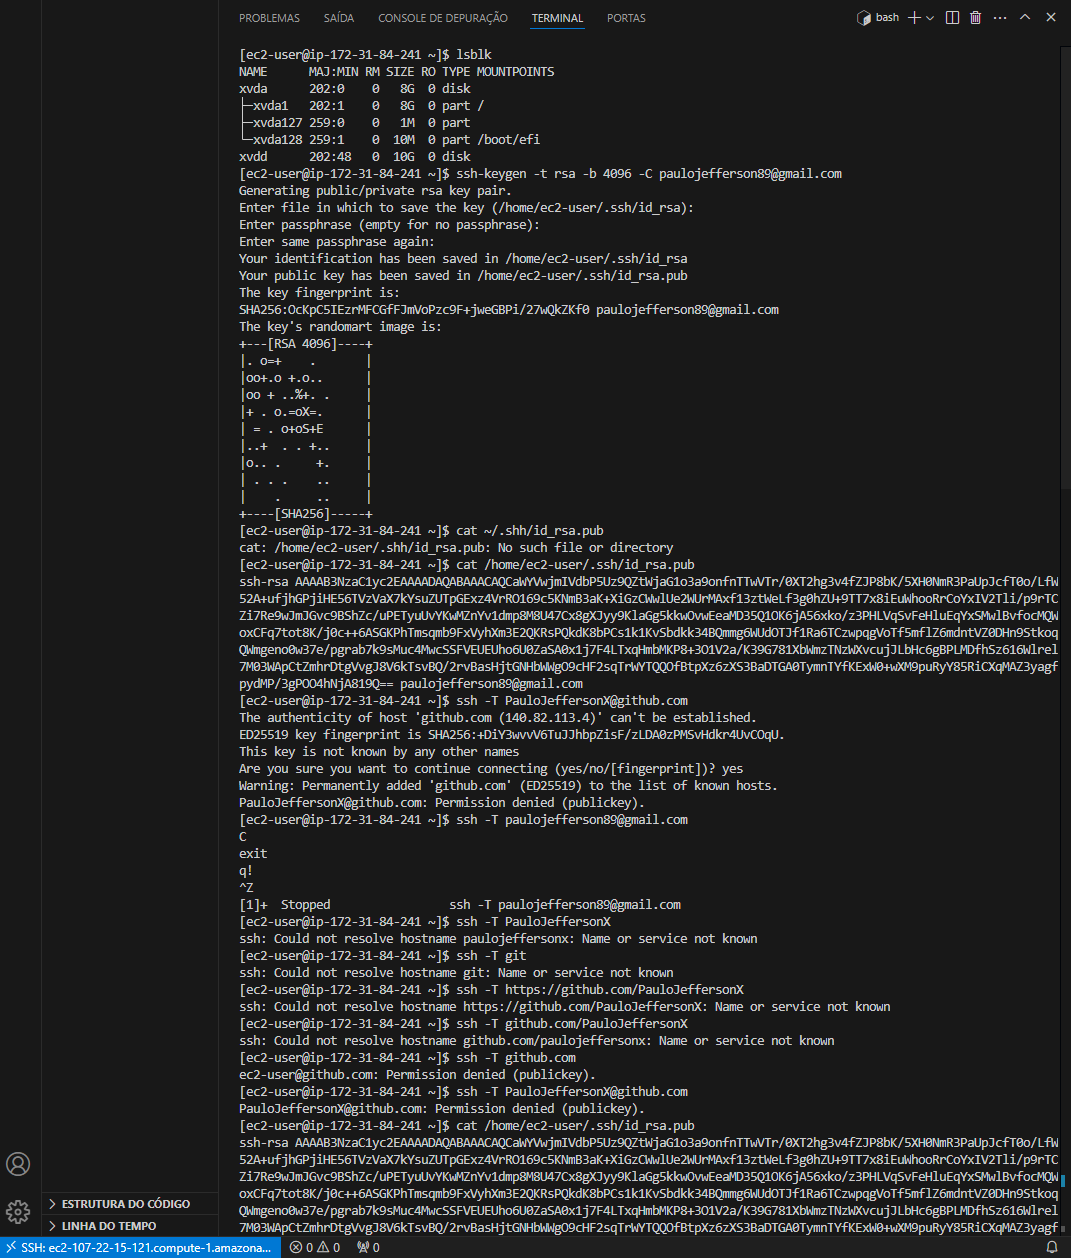 PROBLEMAS SAÍDA CONSOLE DE DEPURAÇÃO TERMINAL PORTAS bash
[ec2-user@ip-172-31-84-241 ~]$ lsblk
NAME      MAJ:MIN RM SIZE RO TYPE MOUNTPOINTS
xvda      202:0    0   8G  0 disk
├─xvda1   202:1    0   8G  0 part /
├─xvda127 259:0    0   1M  0 part
└─xvda128 259:1    0  10M  0 part /boot/efi
xvdd      202:48   0  10G  0 disk
[ec2-user@ip-172-31-84-241 ~]$ ssh-keygen -t rsa -b 4096 -C paulojefferson89@gmail.com
Generating public/private rsa key pair.
Enter file in which to save the key (/home/ec2-user/.ssh/id_rsa):
Enter passphrase (empty for no passphrase):
Enter same passphrase again:
Your identification has been saved in /home/ec2-user/.ssh/id_rsa
Your public key has been saved in /home/ec2-user/.ssh/id_rsa.pub
The key fingerprint is:
SHA256:OcKpC5IEzrMFCGfFJmVoPzc9F+jweGBPi/27wQkZKf0 paulojefferson89@gmail.com
The key's randomart image is:
+---[RSA 4096]----+
|. o=+    .       |
|oo+.o +.o..      |
|oo + ..%+. .     |
|+ . o.=oX=.      |
| = . o+oS+E      |
|..+  . . +..     |
|o.. .     +.     |
| . . .    ..     |
|    .     ..     |
+----[SHA256]-----+
[ec2-user@ip-172-31-84-241 ~]$ cat ~/.shh/id_rsa.pub
cat: /home/ec2-user/.shh/id_rsa.pub: No such file or directory
[ec2-user@ip-172-31-84-241 ~]$ cat /home/ec2-user/.ssh/id_rsa.pub
ssh-rsa AAAAB3NzaC1yc2EAAAADAQABAAACAQCaWYVwjmIVdbP5Uz9QZtWjaG1o3a9onfnTTwVTr/0XT2hg3v4fZJP8bK/5XH0NmR3PaUpJcfT0o/LfW
52A+ufjhGPjiHE56TVzVaX7kYsuZUTpGExz4VrRO169c5KNmB3aK+XiGzCWwlUe2WUrMAxf13ztWeLf3g0hZU+9TT7x8iEuWhooRrCoYxIV2Tli/p9rTC
Zi7Re9wJmJGvc9BShZc/uPETyuUvYKwMZnYv1dmp8M8U47Cx8gXJyy9KlaGg5kkwOvwEeaMD35Q1OK6jA56xko/z3PHLVqSvFeHluEqYxSMwlBvfocMQW
oxCFq7tot8K/j0c++6ASGKPhTmsqmb9FxVyhXm3E2QKRsPQkdK8bPCs1k1KvSbdkk34BQmmg6WUdOTJf1Ra6TCzwpqgVoTf5mflZ6mdntVZ0DHn9Stkoq
QWmgeno0w37e/pgrab7k9sMuc4MwcSSFVEUEUho6U0ZaSA0x1j7F4LTxqHmbMKP8+3O1V2a/K39G781XbWmzTNzWXvcujJLbHc6gBPLMDfhSz616Wlrel
7M03WApCtZmhrDtgVvgJ8V6kTsvBQ/2rvBasHjtGNHbWWgO9cHF2sqTrWYTQQOfBtpXz6zXS3BaDTGA0TymnTYfKExW0+wXM9puRyY85RiCXqMAZ3yagf
pydMP/3gPOO4hNjA819Q== paulojefferson89@gmail.com
[ec2-user@ip-172-31-84-241 ~]$ ssh -T PauloJeffersonX@github.com
The authenticity of host 'github.com (140.82.113.4)' can't be established.
ED25519 key fingerprint is SHA256:+DiY3wvvV6TuJJhbpZisF/zLDA0zPMSvHdkr4UvCOqU.
This key is not known by any other names
Are you sure you want to continue connecting (yes/no/[fingerprint])? yes
Warning: Permanently added 'github.com' (ED25519) to the list of known hosts.
PauloJeffersonX@github.com: Permission denied (publickey).
[ec2-user@ip-172-31-84-241 ~]$ ssh -T paulojefferson89@gmail.com
C
exit
q!
^Z
[1]+  Stopped                 ssh -T paulojefferson89@gmail.com
[ec2-user@ip-172-31-84-241 ~]$ ssh -T PauloJeffersonX
ssh: Could not resolve hostname paulojeffersonx: Name or service not known
[ec2-user@ip-172-31-84-241 ~]$ ssh -T git
ssh: Could not resolve hostname git: Name or service not known
[ec2-user@ip-172-31-84-241 ~]$ ssh -T https://github.com/PauloJeffersonX
ssh: Could not resolve hostname https://github.com/PauloJeffersonX: Name or service not known
[ec2-user@ip-172-31-84-241 ~]$ ssh -T github.com/PauloJeffersonX
ssh: Could not resolve hostname github.com/paulojeffersonx: Name or service not known
[ec2-user@ip-172-31-84-241 ~]$ ssh -T github.com
ec2-user@github.com: Permission denied (publickey).
[ec2-user@ip-172-31-84-241 ~]$ ssh -T PauloJeffersonX@github.com
PauloJeffersonX@github.com: Permission denied (publickey).
[ec2-user@ip-172-31-84-241 ~]$ cat /home/ec2-user/.ssh/id_rsa.pub
ssh-rsa AAAAB3NzaC1yc2EAAAADAQABAAACAQCaWYVwjmIVdbP5Uz9QZtWjaG1o3a9onfnTTwVTr/0XT2hg3v4fZJP8bK/5XH0NmR3PaUpJcfT0o/LfW
52A+ufjhGPjiHE56TVzVaX7kYsuZUTpGExz4VrRO169c5KNmB3aK+XiGzCWwlUe2WUrMAxf13ztWeLf3g0hZU+9TT7x8iEuWhooRrCoYxIV2Tli/p9rTC
Zi7Re9wJmJGvc9BShZc/uPETyuUvYKwMZnYv1dmp8M8U47Cx8gXJyy9KlaGg5kkwOvwEeaMD35Q1OK6jA56xko/z3PHLVqSvFeHluEqYxSMwlBvfocMQW
oxCFq7tot8K/j0c++6ASGKPhTmsqmb9FxVyhXm3E2QKRsPQkdK8bPCs1k1KvSbdkk34BQmmg6WUdOTJf1Ra6TCzwpqgVoTf5mflZ6mdntVZ0DHn9Stkoq
QWmgeno0w37e/pgrab7k9sMuc4MwcSSFVEUEUho6U0ZaSA0x1j7F4LTxqHmbMKP8+3O1V2a/K39G781XbWmzTNzWXvcujJLbHc6gBPLMDfhSz616Wlrel
7M03WApCtZmhrDtgVvgJ8V6kTsvBQ/2rvBasHjtGNHbWWgO9cHF2sqTrWYTQQOfBtpXz6zXS3BaDTGA0TymnTYfKExW0+wXM9puRyY85RiCXqMAZ3yagf
ESTRUTURA DO CÓDIGO
LINHA DO TEMPO
SSH: ec2-107-22-15-121.compute-1.amazona... 0 0 0